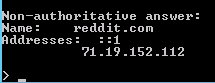 Non-authoritative answer:
Name:    reddit.com
Addresses:  ::1
          71.19.152.112
>